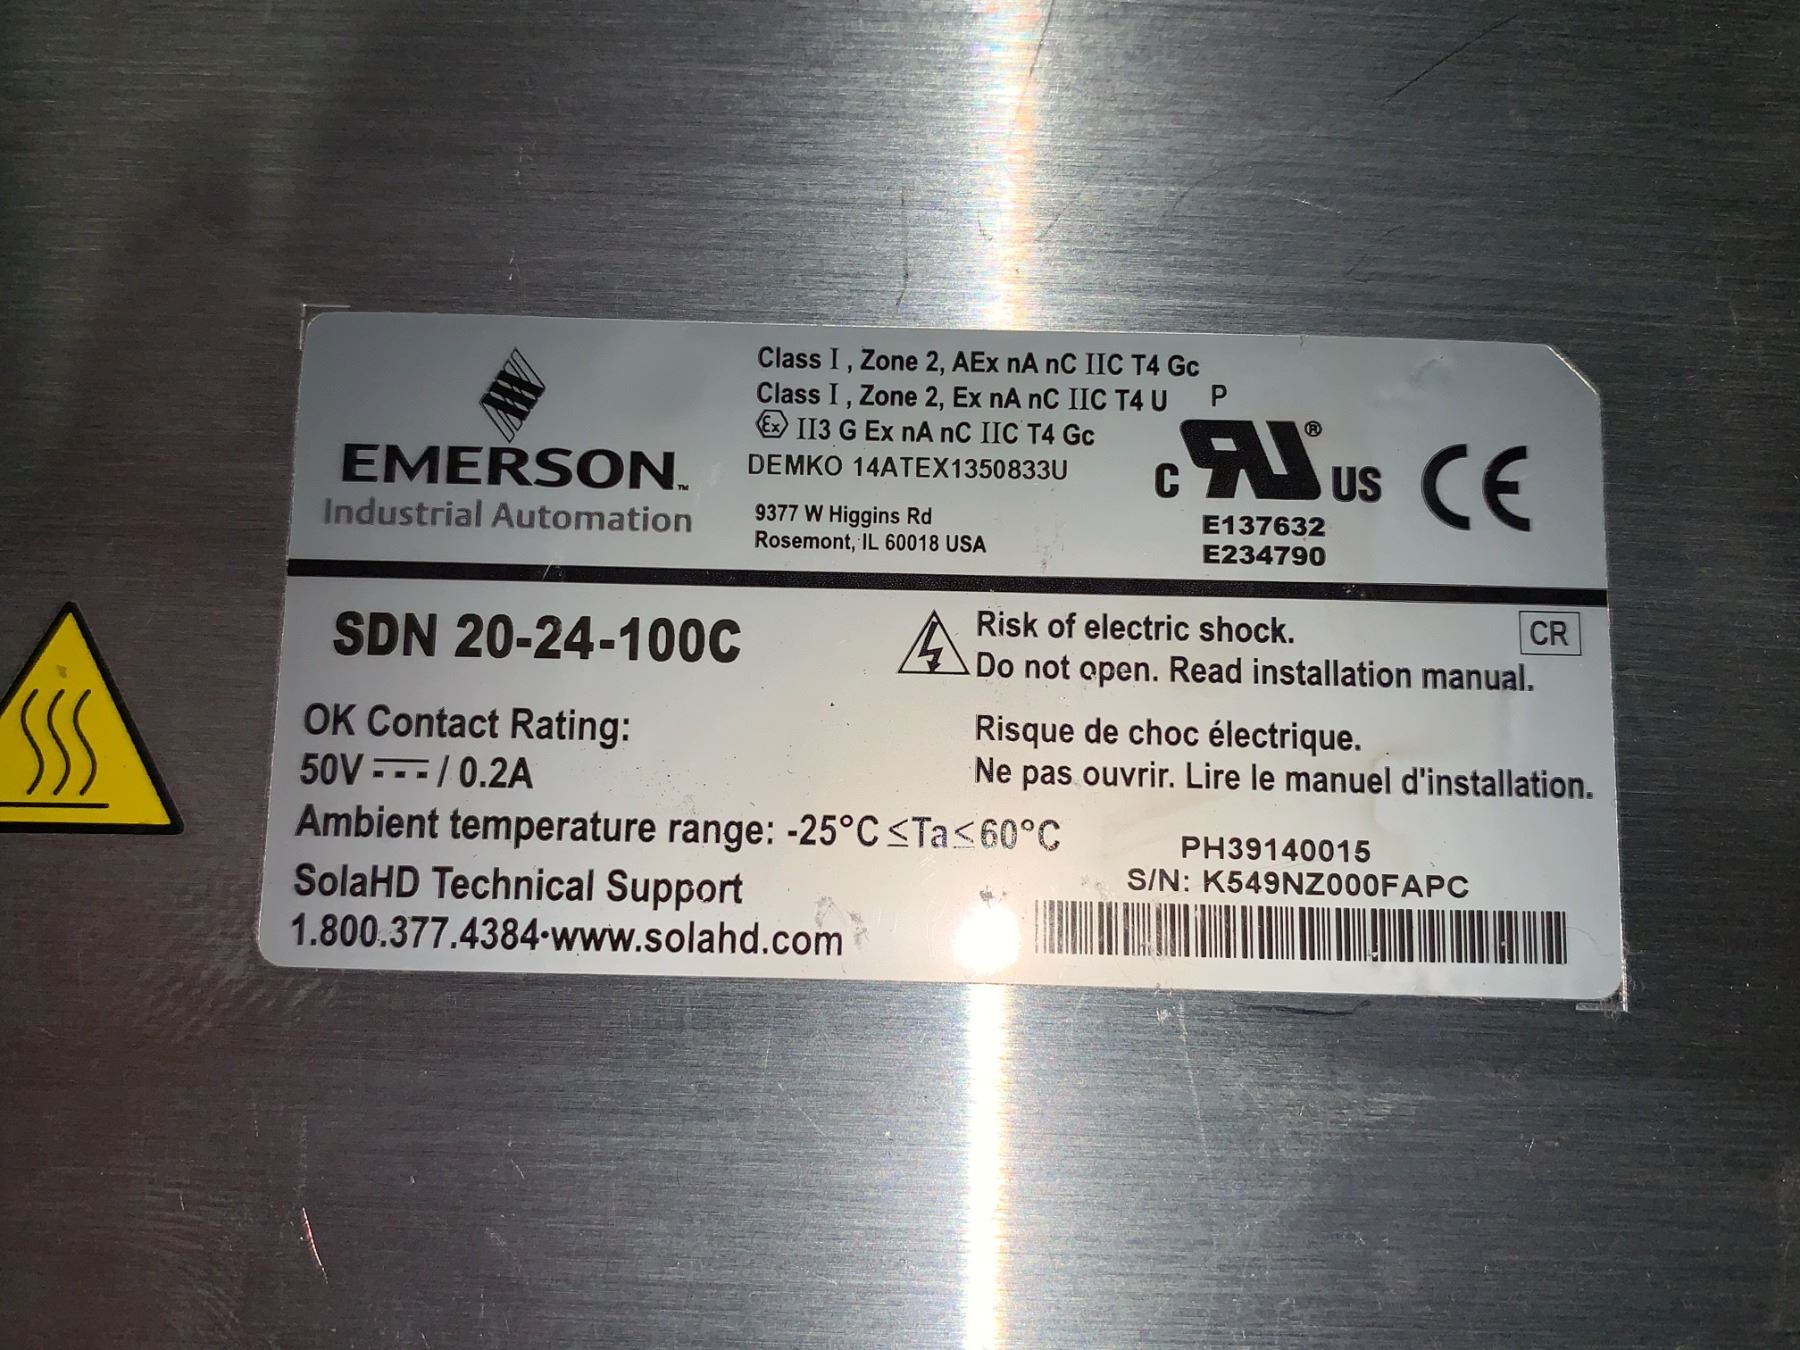 EMERSON™
Industrial Automation
Class I , Zone 2, AEx nA nC IIC T4 Gc
Class I , Zone 2, Ex nA nC IIC T4 U P
Ex II3 G Ex nA nC IIC T4 Gc
DEMKO 14ATEX1350833U
9377 W Higgins Rd
Rosemont, IL 60018 USA
C RU® US CE
E137632
E234790
SDN 20-24-100C
Risk of electric shock.
Do not open. Read installation manual.
CR
Risque de choc électrique.
Ne pas ouvrir. Lire le manuel d'installation.
OK Contact Rating:
50V ⎓ / 0.2A
Ambient temperature range: -25°C ≤Ta≤60°C
SolaHD Technical Support
1.800.377.4384•www.solahd.com
PH39140015
S/N: K549NZ000FAPC